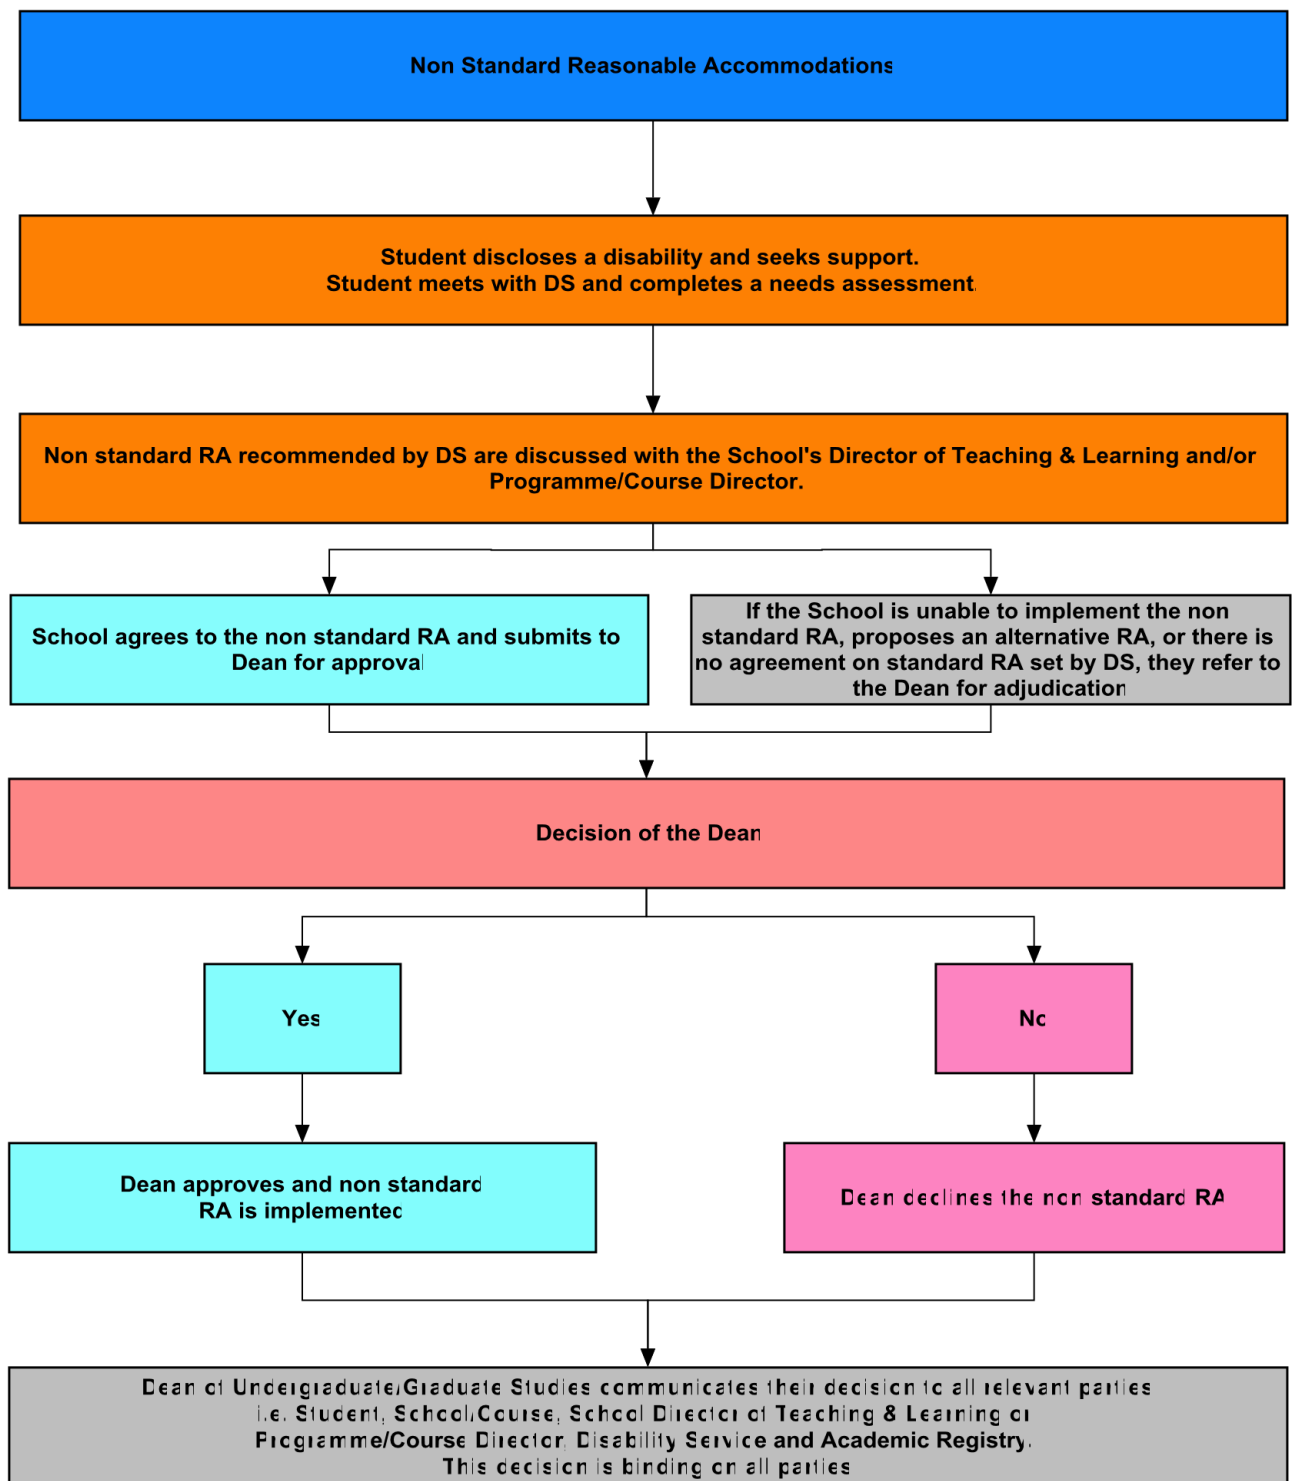 Non Standard Reasonable Accommodations
Student discloses a disability and seeks support.
Student meets with DS and completes a needs assessment.
Non standard RA recommended by DS are discussed with the School's Director of Teaching & Learning and/or
Programme/Course Director.
School agrees to the non standard RA and submits to
Dean for approval
If the School is unable to implement the non
standard RA, proposes an alternative RA, or there is
no agreement on standard RA set by DS, they refer to
the Dean for adjudication
Decision of the Dean
Yes
No
Dean approves and non standard
RA is implemented
Dean declines the non standard RA
Dean of Undergraduate/Graduate Studies communicates their decision to all relevant parties
i.e. Student, School/Course, School Director of Teaching & Learning or
Programme/Course Director, Disability Service and Academic Registry.
This decision is binding on all parties